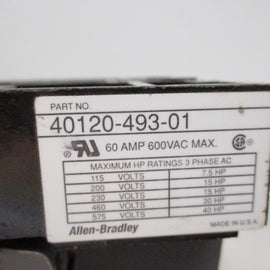 PART NO.
40120-493-01
60 AMP 600VAC MAX.
MAXIMUM HP RATINGS 3 PHASE AC
115 VOLTS 7.5 HP
200 VOLTS 15 HP
230 VOLTS 15 HP
460 VOLTS 30 HP
575 VOLTS 40 HP
Allen-Bradley MADE IN U.S.A.